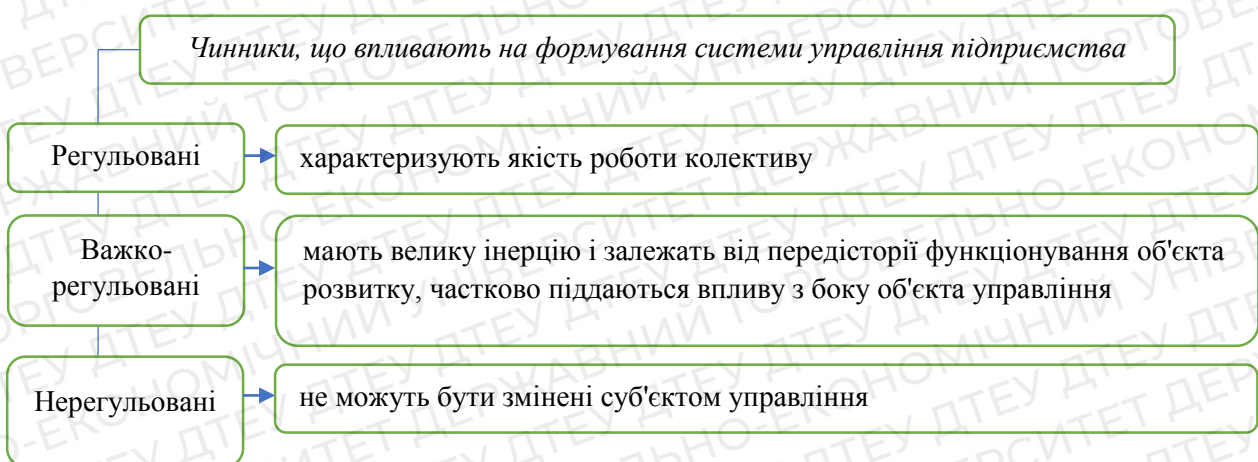 Чинники, що впливають на формування системи управління підприємства
Регульовані
характеризують якість роботи колективу
Важко-
регульовані
мають велику інерцію і залежать від передісторії функціонування об'єкта
розвитку, частково піддаються впливу з боку об'єкта управління
Нерегульовані
не можуть бути змінені суб'єктом управління